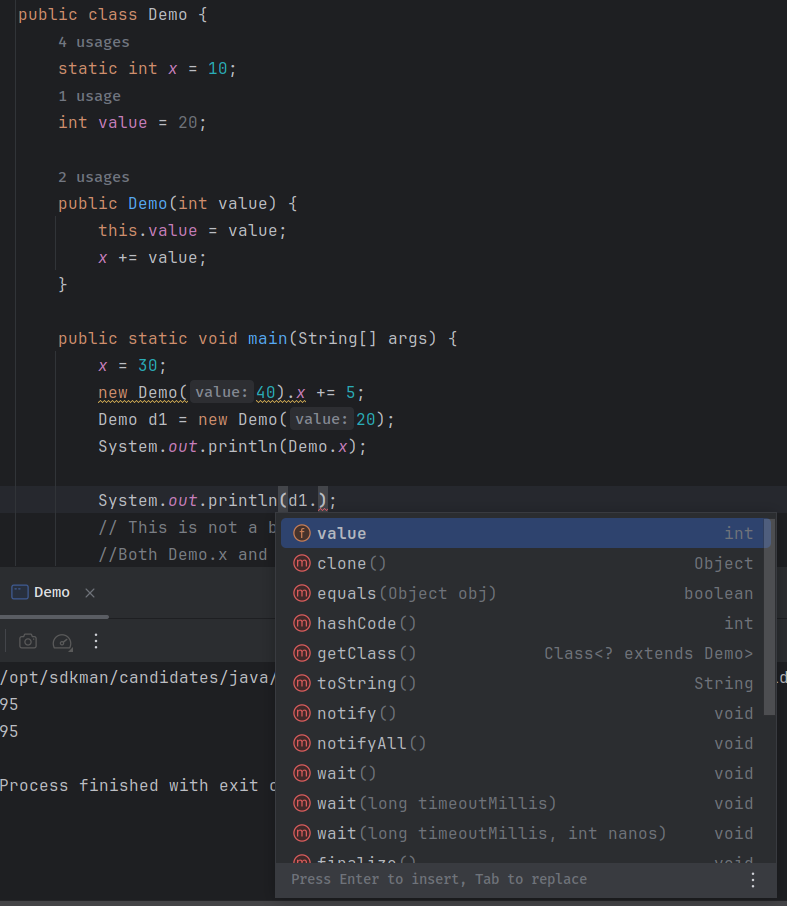 public class Demo {
4 usages
static int x = 10;
1 usage
int value = 20;
2 usages
public Demo(int value) {
this.value = value;
x += value;
}
public static void main(String[] args) {
x = 30;
new Demo( value: 40).x += 5;
Demo d1 = new Demo( value: 20);
System.out.println(Demo.x);
System.out.println(d1.);
// This is not a b
//Both Demo.x and
f value int
m clone() Object
m equals(Object obj) boolean
m hashCode() int
m getClass() Class<? extends Demo>
m toString() String
m notify() void
m notifyAll() void
m wait() void
m wait(long timeoutMillis) void
m wait(long timeoutMillis, int nanos) void
m finalize() void
Press Enter to insert, Tab to replace
Demo
/opt/sdkman/candidates/java/
95
95
Process finished with exit c